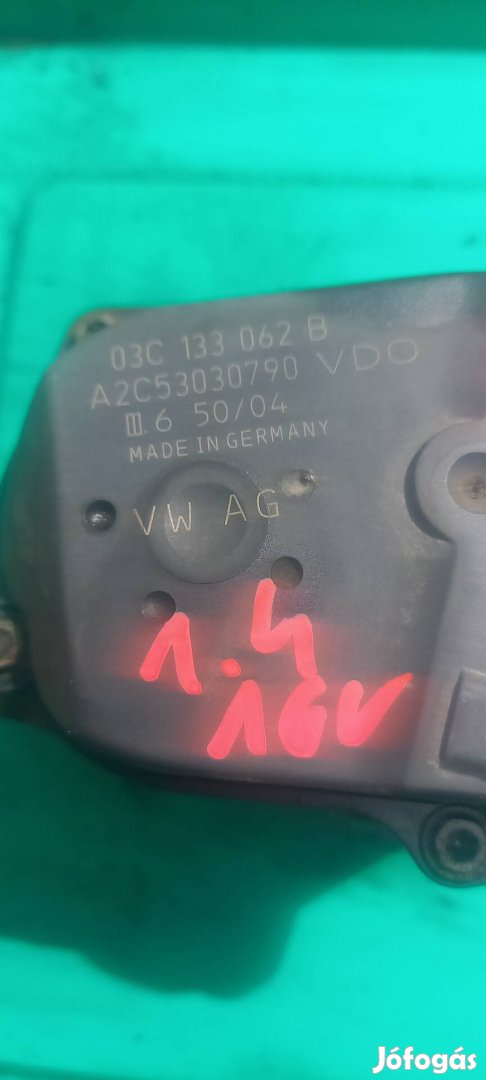 03C 133 062 B
A2C53030790 VDO
III.6 50/04
MADE IN GERMANY
VW AG
1.4
16V
Jófogás